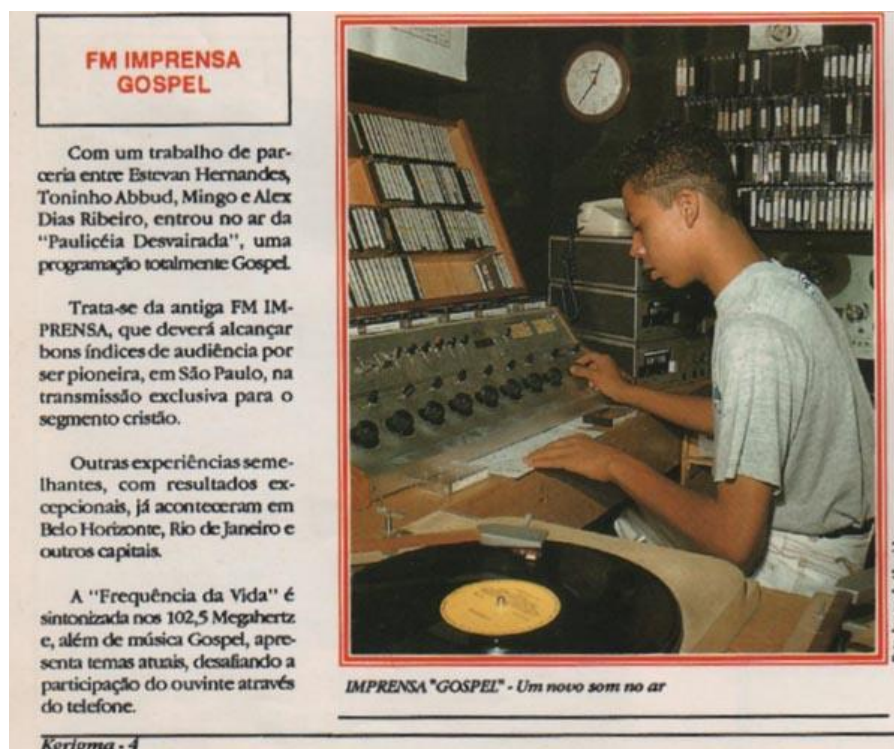 FM IMPRENSA
GOSPEL
Com um trabalho de par-
ceria entre Estevan Hernandes,
Toninho Abbud, Mingo e Alex
Dias Ribeiro, entrou no ar da
"Paulicéia Desvairada", uma
programação totalmente Gospel.
Trata-se da antiga FM IM-
PRENSA, que deverá alcançar
bons índices de audiência por
ser pioneira, em São Paulo, na
transmissão exclusiva para o
segmento cristão.
Outras experiências seme-
lhantes, com resultados ex-
cepcionais, já aconteceram em
Belo Horizonte, Rio de Janeiro e
outros capitais.
A "Frequência da Vida" é
sintonizada nos 102,5 Megahertz
e, além de música Gospel, apre-
senta temas atuais, desafiando a
participação do ouvinte através
do telefone.
IMPRENSA "GOSPEL" - Um novo som no ar
Kerigma - 4